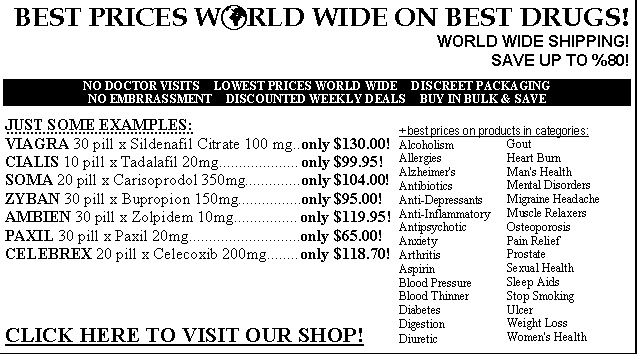 BEST PRICES WORLD WIDE ON BEST DRUGS!
WORLD WIDE SHIPPING!
SAVE UP TO %80!
NO DOCTOR VISITS LOWEST PRICES WORLD WIDE DISCREET PACKAGING
NO EMBRRASSMENT DISCOUNTED WEEKLY DEALS BUY IN BULK & SAVE
JUST SOME EXAMPLES:
VIAGRA 30 pill x Sildenafil Citrate 100 mg..only $130.00!
CIALIS 10 pill x Tadalafil 20mg....................only $99.95!
SOMA 20 pill x Carisoprodol 350mg.............only $104.00!
ZYBAN 30 pill x Bupropion 150mg..............only $95.00!
AMBIEN 30 pill x Zolpidem 10mg................only $119.95!
PAXIL 30 pill x Paxil 20mg............................only $65.00!
CELEBREX 20 pill x Celecoxib 200mg........only $118.70!
CLICK HERE TO VISIT OUR SHOP!
+best prices on products in categories:
Alcoholism
Allergies
Alzheimer's
Antibiotics
Anti-Depressants
Anti-Inflammatory
Antipsychotic
Anxiety
Arthritis
Aspirin
Blood Pressure
Blood Thinner
Diabetes
Digestion
Diuretic
Gout
Heart Burn
Man's Health
Mental Disorders
Migraine Headache
Muscle Relaxers
Osteoporosis
Pain Relief
Prostate
Sexual Health
Sleep Aids
Stop Smoking
Ulcer
Weight Loss
Women's Health